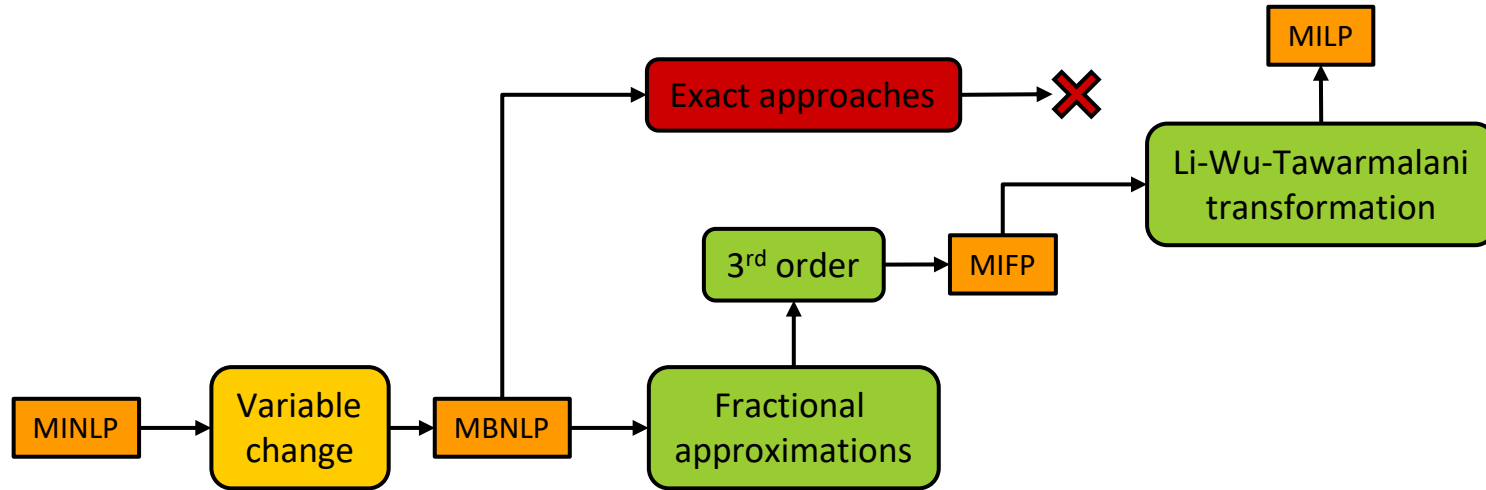 MILP
Exact approaches
Li-Wu-Tawarmalani
transformation
3rd order
MIFP
MINLP
Variable
change
MBNLP
Fractional
approximations